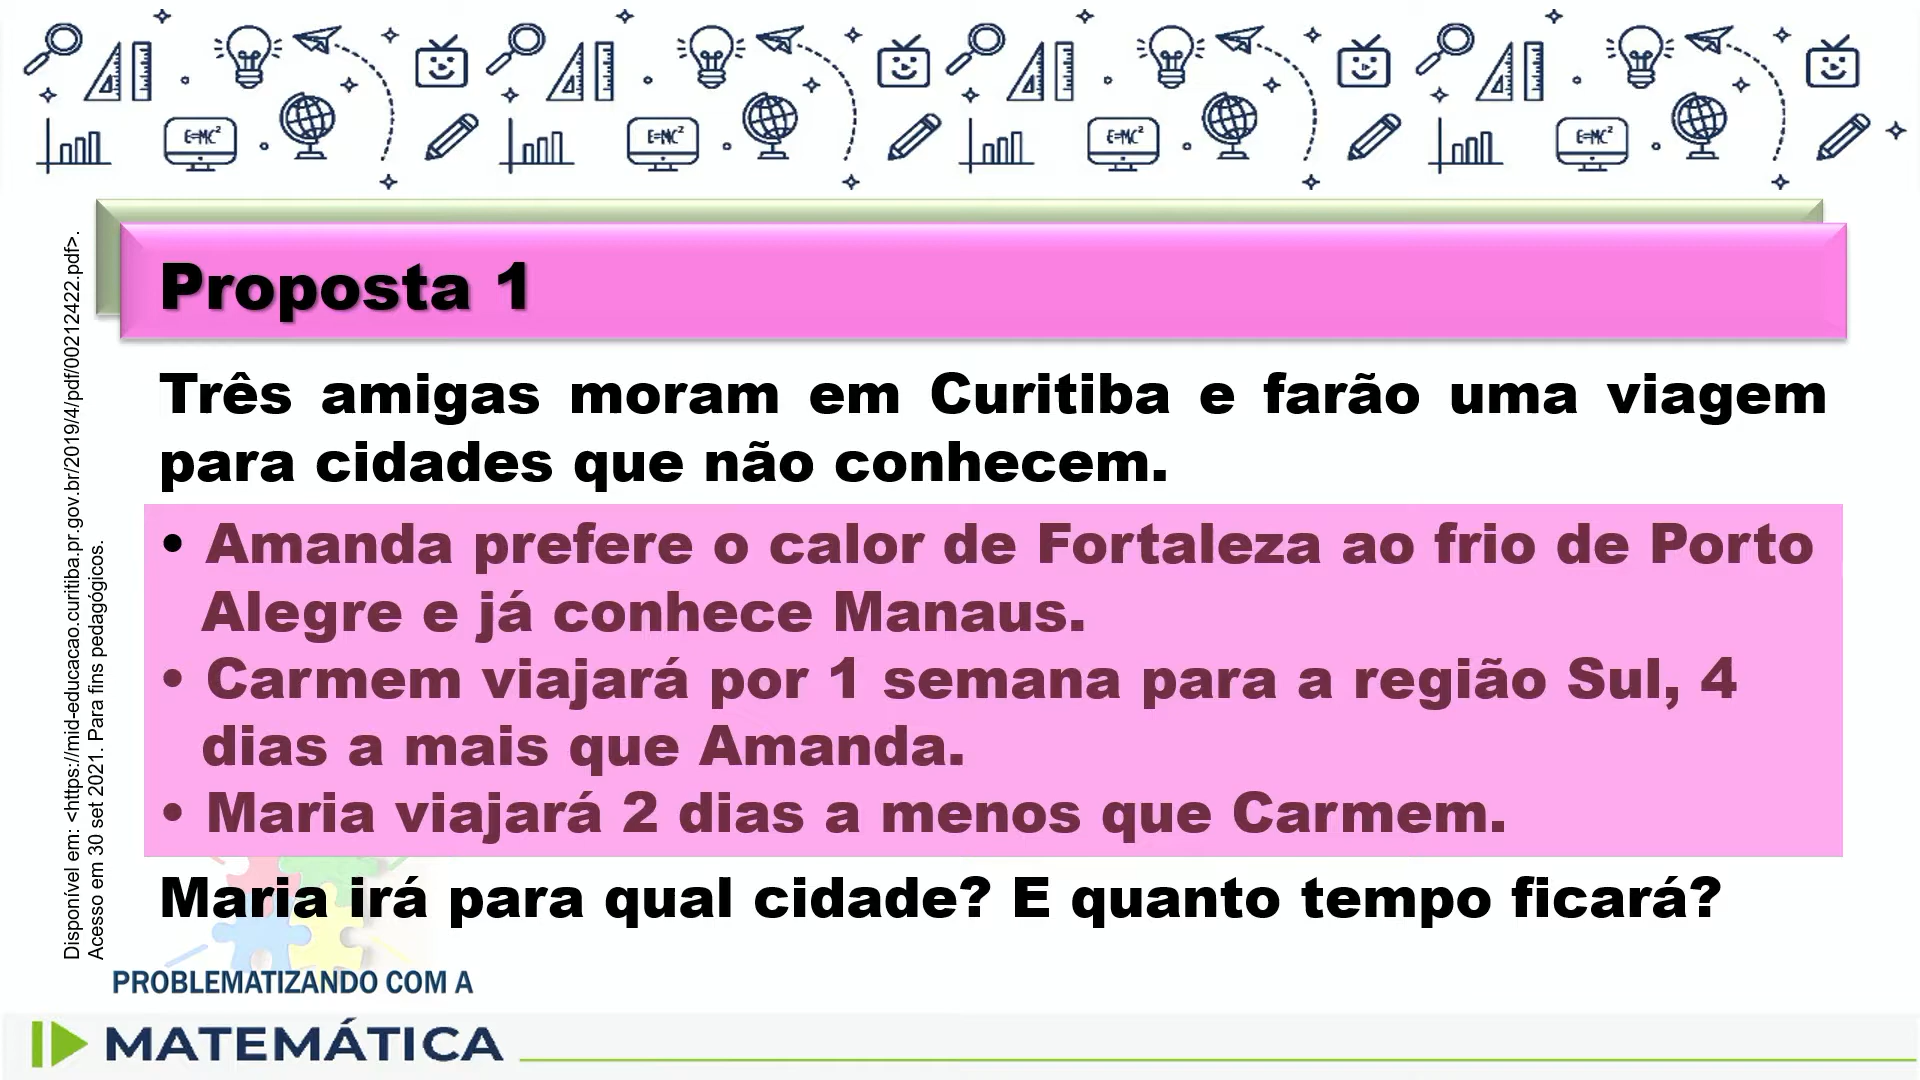 E=MC²
E=MC²
E=MC²
E=MC²
Disponível em: <https://mid-educacao.curitiba.pr.gov.br/2019/4/pdf/00212422.pdf>.
Acesso em 30 set 2021. Para fins pedagógicos.
Proposta 1
Três amigas moram em Curitiba e farão uma viagem
para cidades que não conhecem.
• Amanda prefere o calor de Fortaleza ao frio de Porto
Alegre e já conhece Manaus.
• Carmem viajará por 1 semana para a região Sul, 4
dias a mais que Amanda.
• Maria viajará 2 dias a menos que Carmem.
Maria irá para qual cidade? E quanto tempo ficará?
PROBLEMATIZANDO COM A
MATEMÁTICA